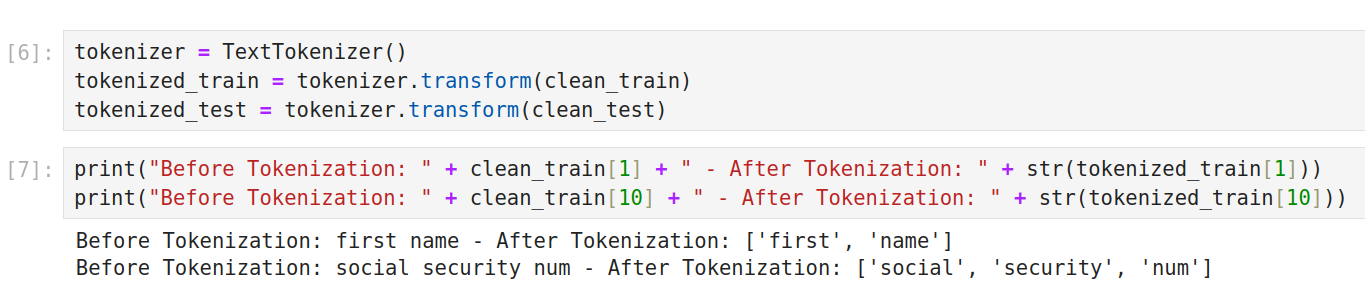 [6]: tokenizer = TextTokenizer()
tokenized_train = tokenizer.transform(clean_train)
tokenized_test = tokenizer.transform(clean_test)
[7]: print("Before Tokenization: " + clean_train[1] + " - After Tokenization: " + str(tokenized_train[1]))
print("Before Tokenization: " + clean_train[10] + " - After Tokenization: " + str(tokenized_train[10]))
Before Tokenization: first name - After Tokenization: ['first', 'name']
Before Tokenization: social security num - After Tokenization: ['social', 'security', 'num']